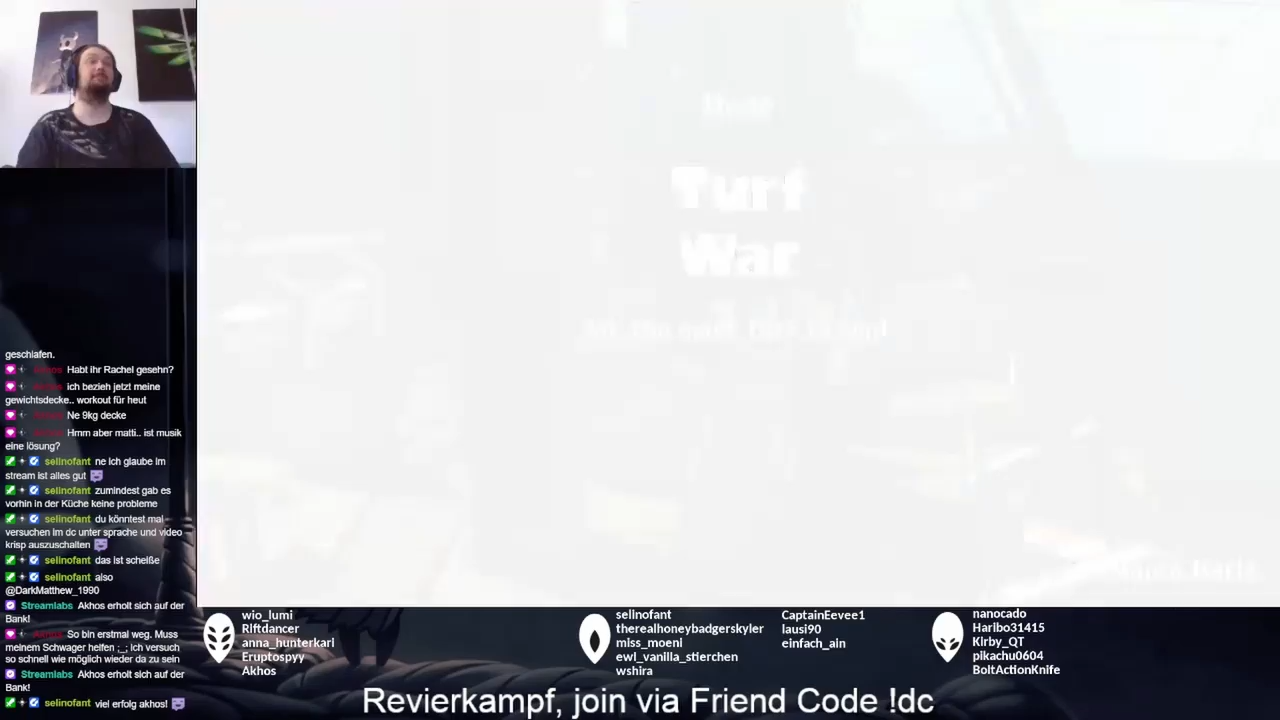 Turf
War
geschlafen.
Akhos Habt ihr Rachel gesehn?
ich bezieh jetzt meine
gewichtsdecke.. workout für heut
Ne 9kg decke
Hmm aber matti.. ist musik
eine lösung?
selinofant ne ich glaube im
stream ist alles gut
selinofant zumindest gab es
vorhin in der Küche keine probleme
selinofant du könntest mal
versuchen im dc unter sprache und video
krisp auszuschalten
selinofant das ist scheiße
selinofant also
@DarkMatthew_1990
Streamlabs Akhos erholt sich auf der
Bank!
Akhos So bin erstmal weg. Muss
meinem Schwager helfen ;_; ich versuch
so schnell wie möglich wieder da zu sein
Streamlabs Akhos erholt sich auf der
Bank!
selinofant viel erfolg akhos!
wio_lumi
Riftdancer
anna_hunterkari
Eruptospyy
Akhos
selinofant
therealhoneybadgerskyler
miss_moeni
ewi_vanilla_stierchen
wshira
CaptainEevee1
lausi90
einfach_ain
nanocado
Haribo31415
Kirby_QT
pikachu0604
BoltActionKnife
Revierkampf, join via Friend Code !dc